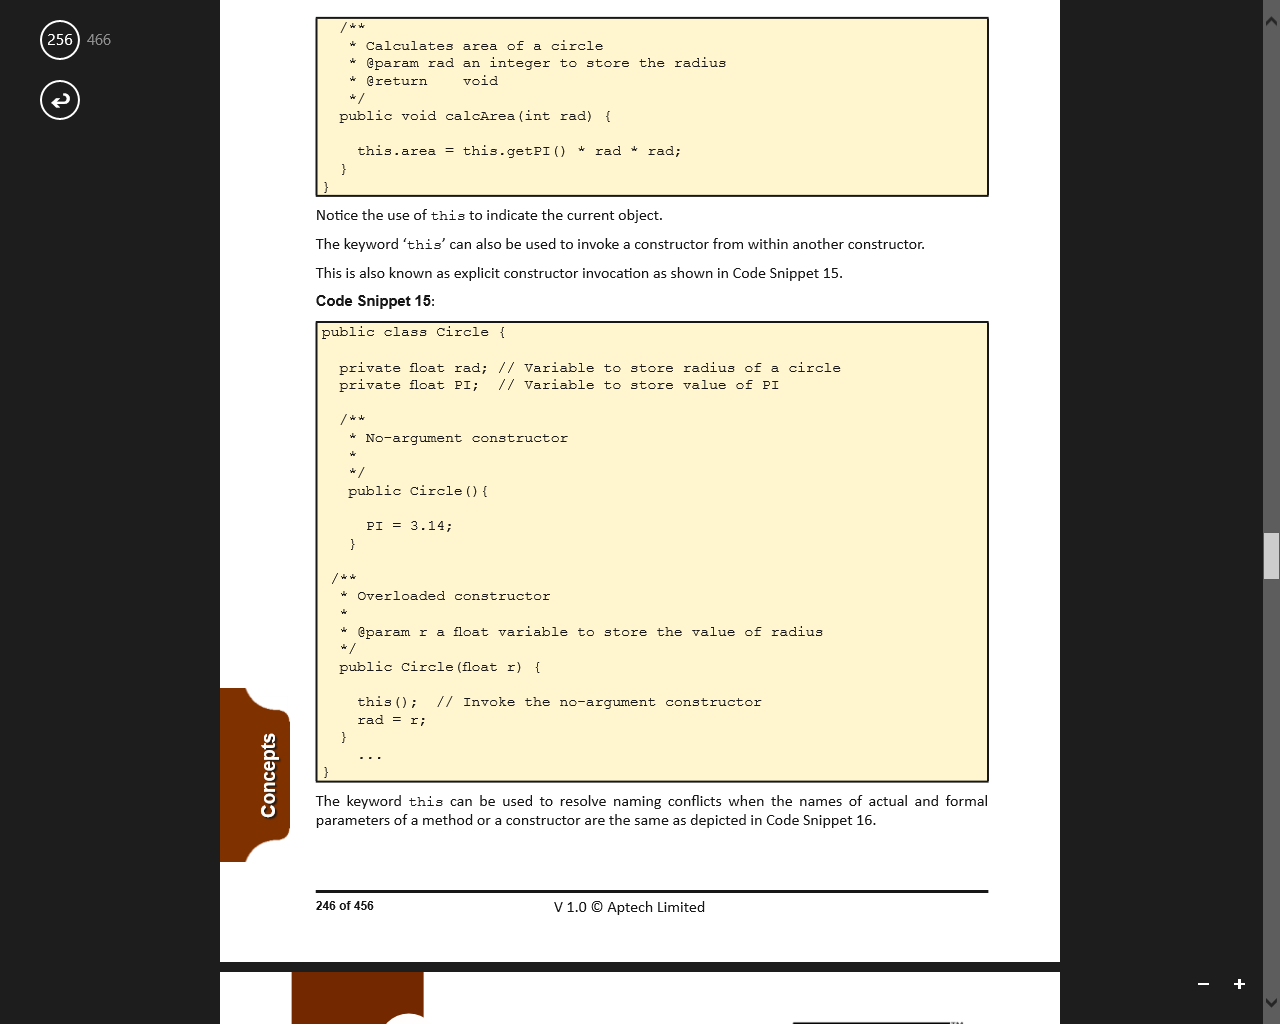 256 466
/**
* Calculates area of a circle
* @param rad an integer to store the radius
* @return    void
*/
public void calcArea(int rad) {
this.area = this.getPI() * rad * rad;
}
}
Notice the use of this to indicate the current object.
The keyword ‘this’ can also be used to invoke a constructor from within another constructor.
This is also known as explicit constructor invocation as shown in Code Snippet 15.
Code Snippet 15:
public class Circle {
private float rad; // Variable to store radius of a circle
private float PI;  // Variable to store value of PI
/**
* No-argument constructor
*
*/
public Circle(){
PI = 3.14;
}
/**
* Overloaded constructor
*
* @param r a float variable to store the value of radius
*/
public Circle(float r) {
this();  // Invoke the no-argument constructor
rad = r;
}
...
}
Concepts
The keyword this can be used to resolve naming conflicts when the names of actual and formal
parameters of a method or a constructor are the same as depicted in Code Snippet 16.
246 of 456 V 1.0 © Aptech Limited